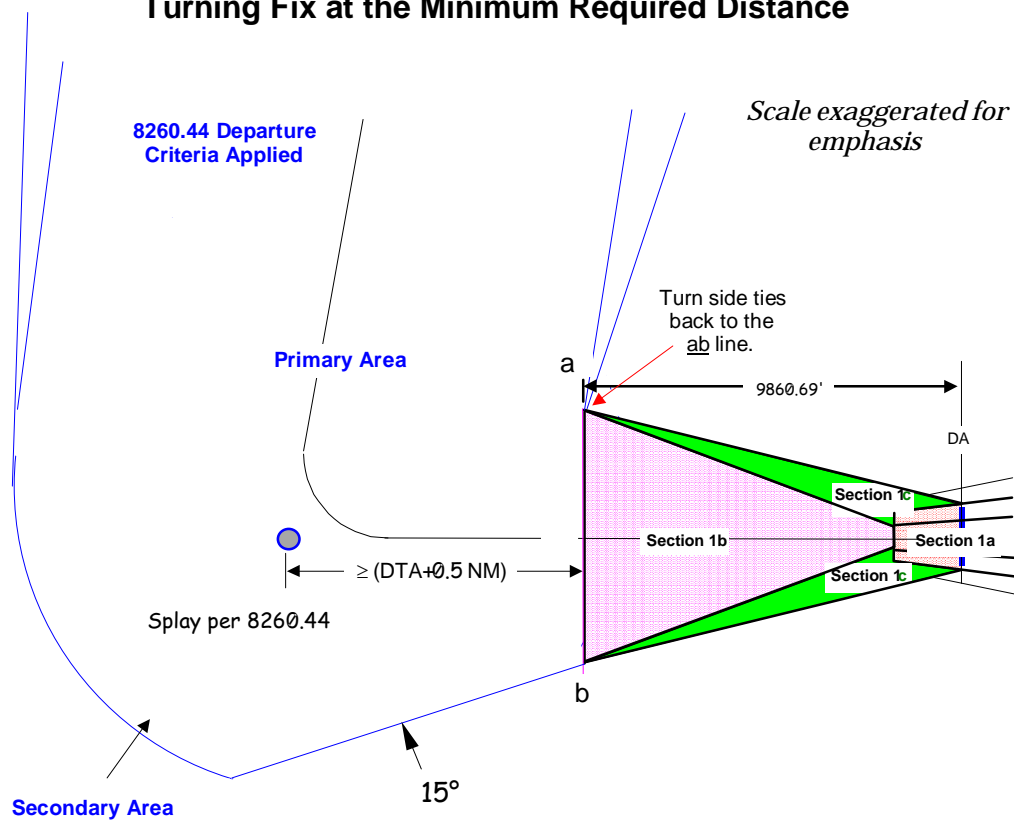 Turning Fix at the Minimum Required Distance
8260.44 Departure
Criteria Applied
Scale exaggerated for
emphasis
Turn side ties
back to the
ab line.
Primary Area
a
9860.69'
DA
Section 1c
Section 1b
Section 1a
Section 1c
≥ (DTA+0.5 NM)
Splay per 8260.44
b
15°
Secondary Area